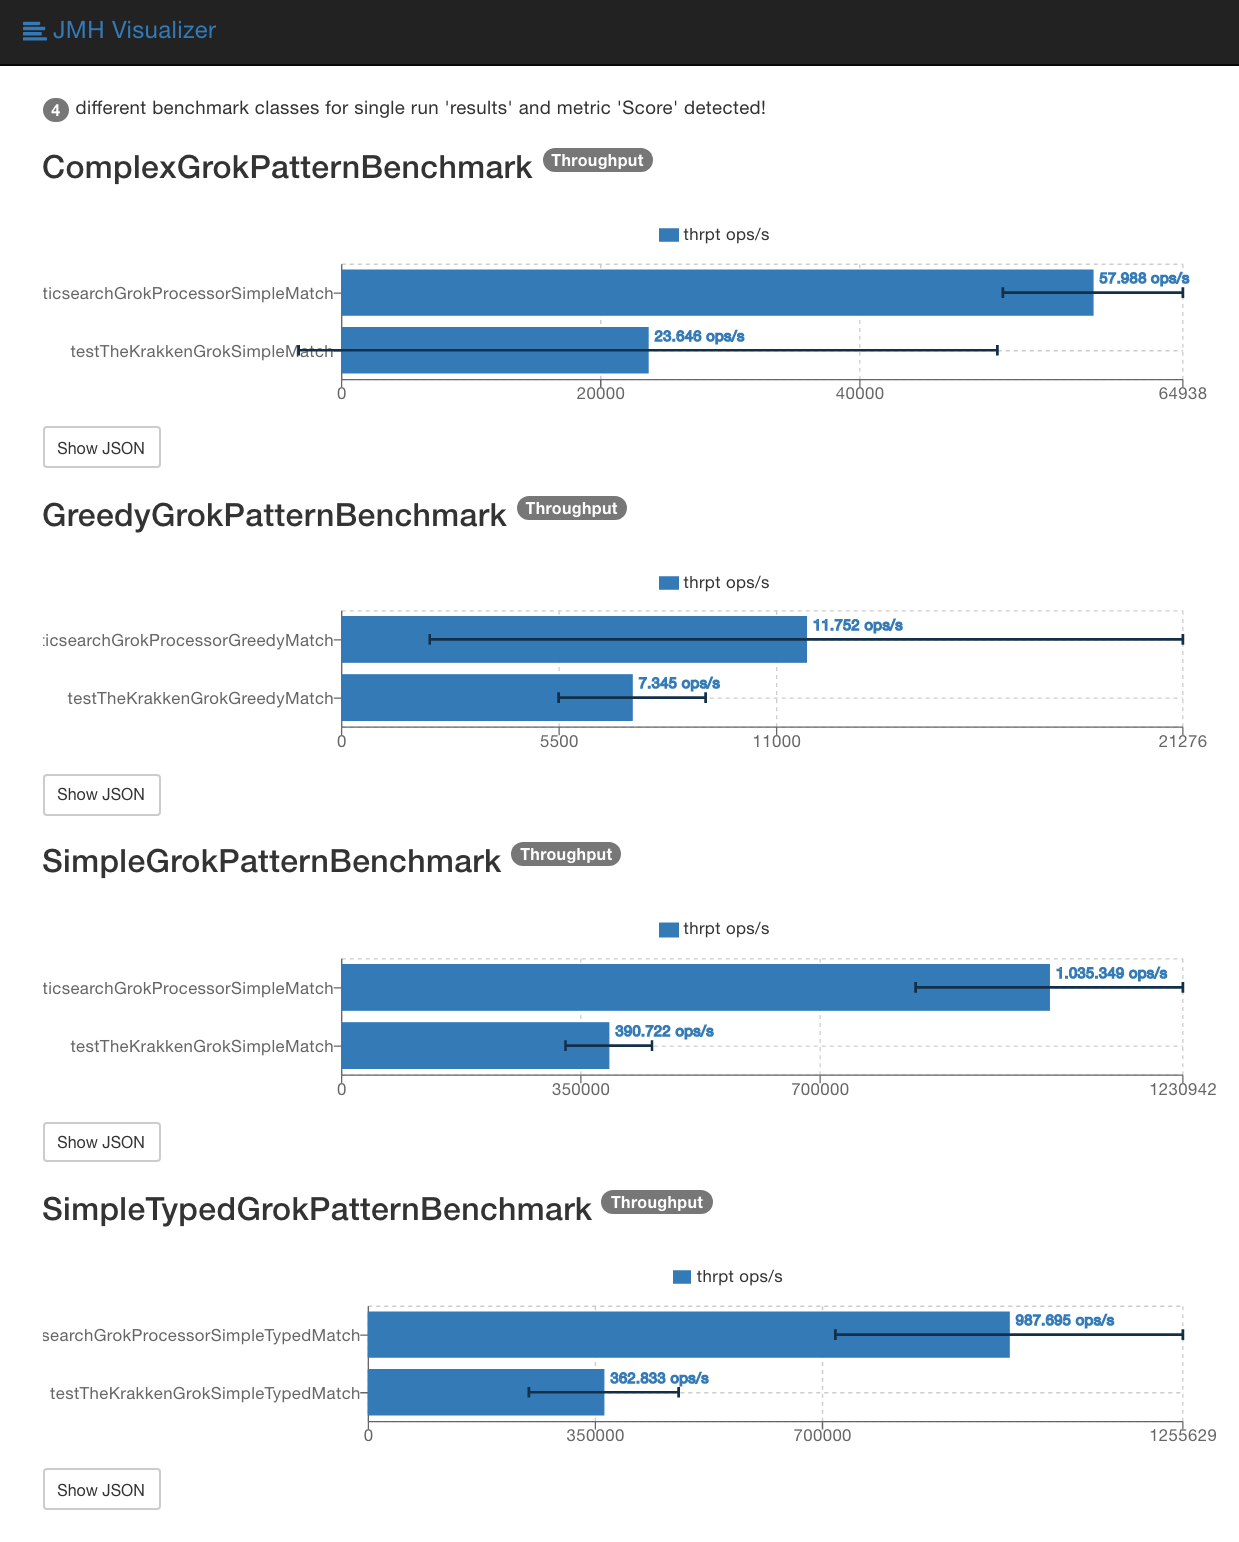 JMH Visualizer
4 different benchmark classes for single run 'results' and metric 'Score' detected!
ComplexGrokPatternBenchmark Throughput
thrpt ops/s
ticsearchGrokProcessorSimpleMatch
57.988 ops/s
testTheKrakkenGrokSimpleMatch
23.646 ops/s
0 20000 40000 64938
Show JSON
GreedyGrokPatternBenchmark Throughput
thrpt ops/s
icsearchGrokProcessorGreedyMatch
11.752 ops/s
testTheKrakkenGrokGreedyMatch
7.345 ops/s
0 5500 11000 21276
Show JSON
SimpleGrokPatternBenchmark Throughput
thrpt ops/s
ticsearchGrokProcessorSimpleMatch
1.035.349 ops/s
testTheKrakkenGrokSimpleMatch
390.722 ops/s
0 350000 700000 1230942
Show JSON
SimpleTypedGrokPatternBenchmark Throughput
thrpt ops/s
searchGrokProcessorSimpleTypedMatch
987.695 ops/s
testTheKrakkenGrokSimpleTypedMatch
362.833 ops/s
0 350000 700000 1255629
Show JSON